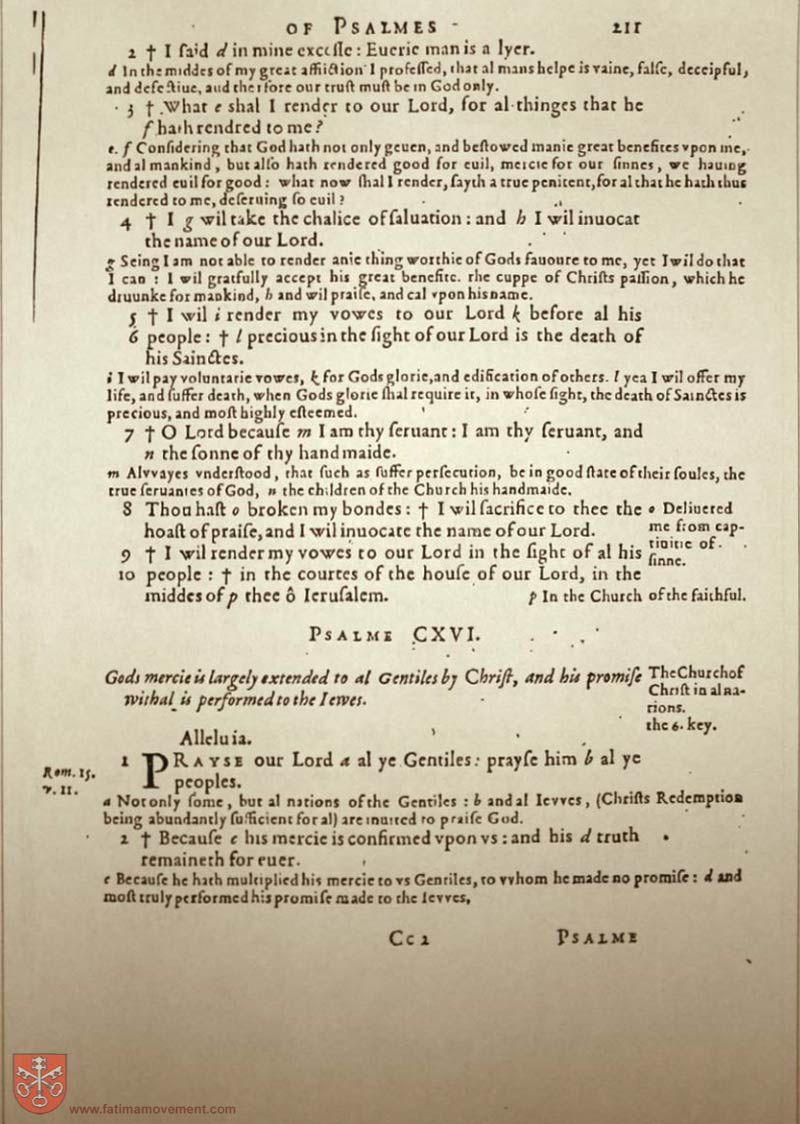 OF PSALMES 211
2 † I ſaid d in mine exceſſe: Euerie man is a lyer.
d In the middes of my great affliction I profeſſed, that al mans helpe is vaine, falſe, deceipful,
and defectiue, and therfore our truſt muſt be in God only.
3 † What e shal I render to our Lord, for al thinges that he
f hath rendred to me?
e. f Conſidering that God hath not only geuen, and beſtowed manie great benefites vpon me,
and al mankind, but alſo hath rendered good for euil, mercie for our ſinnes, we hauing
rendered euil for good: what now ſhal I render, ſayth a true penitent, for al that he hath thus
rendered to me, deſeruing ſo euil?
4 † I g wil take the chalice of ſaluation: and h I wil inuocat
the name of our Lord.
g Seing I am not able to render anie thing worthie of Gods fauoure to me, yet I wil do that
I can: I wil gratfully accept his great benefite. rhe cuppe of Chriſts paſſion, which he
druunke for mankind, h and wil praiſe, and cal vpon his name.
5 † I wil i render my vowes to our Lord k before al his
6 people: † l precious in the ſight of our Lord is the death of
his Sainctes.
i I wil pay voluntarie vowes, k for Gods glorie, and edification of others. l yea I wil offer my
life, and ſuffer death, when Gods glorie ſhal require it, in whoſe ſight, the death of Sainctes is
precious, and moſt highly eſteemed.
7 † O Lord becauſe m I am thy ſeruant: I am thy ſeruant, and
n the ſonne of thy handmaide.
m Alvvayes vnderſtood, that ſuch as ſuffer perſecution, be in good ſtate of their ſoules, the
true ſeruantes of God, n the children of the Church his handmaide.
8 Thou haſt o broken my bondes: † I wil ſacrifice to thee the
hoaſt of praiſe, and I wil inuocate the name of our Lord.
o Deliuered
me from cap-
tiuitie of
ſinne.
9 † I wil render my vowes to our Lord in the ſight of al his
10 people: † in the courtes of the houſe of our Lord, in the
middes of p thee ô Ieruſalem. p In the Church of the faithful.
PSALME CXVI.
Gods mercie is largely extended to al Gentiles by Chriſt, and his promiſe
withal is performed to the Iewes.
The Church of
Chriſt in al na-
tions.
the 6. key.
Alleluia.
Rom. 15.
v. 11.
1 PRAYSE our Lord a al ye Gentiles: prayſe him b al ye
peoples.
a Not only ſome, but al nations of the Gentiles: b and al Ievves, (Chriſts Redemption
being abundantly ſufficient for al) are inuited to praiſe God.
2 † Becauſe c his mercie is confirmed vpon vs: and his d truth
remaineth for euer.
c Becauſe he hath multiplied his mercie to vs Gentiles, to vvhom he made no promiſe: d and
moſt truly performed his promiſe made to the Ievves,
Cc2 PSALME
www.fatimamovement.com